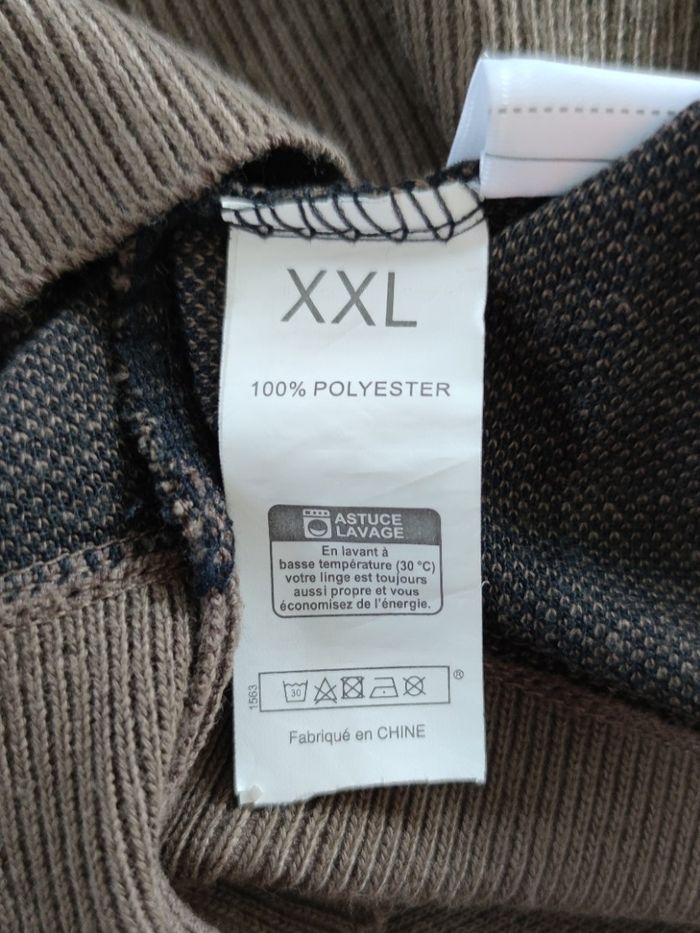 XXL
100% POLYESTER
ASTUCE
LAVAGE
En lavant à
basse température (30 °C)
votre linge est toujours
aussi propre et vous
économisez de l'énergie.
1563
30
®
Fabriqué en CHINE